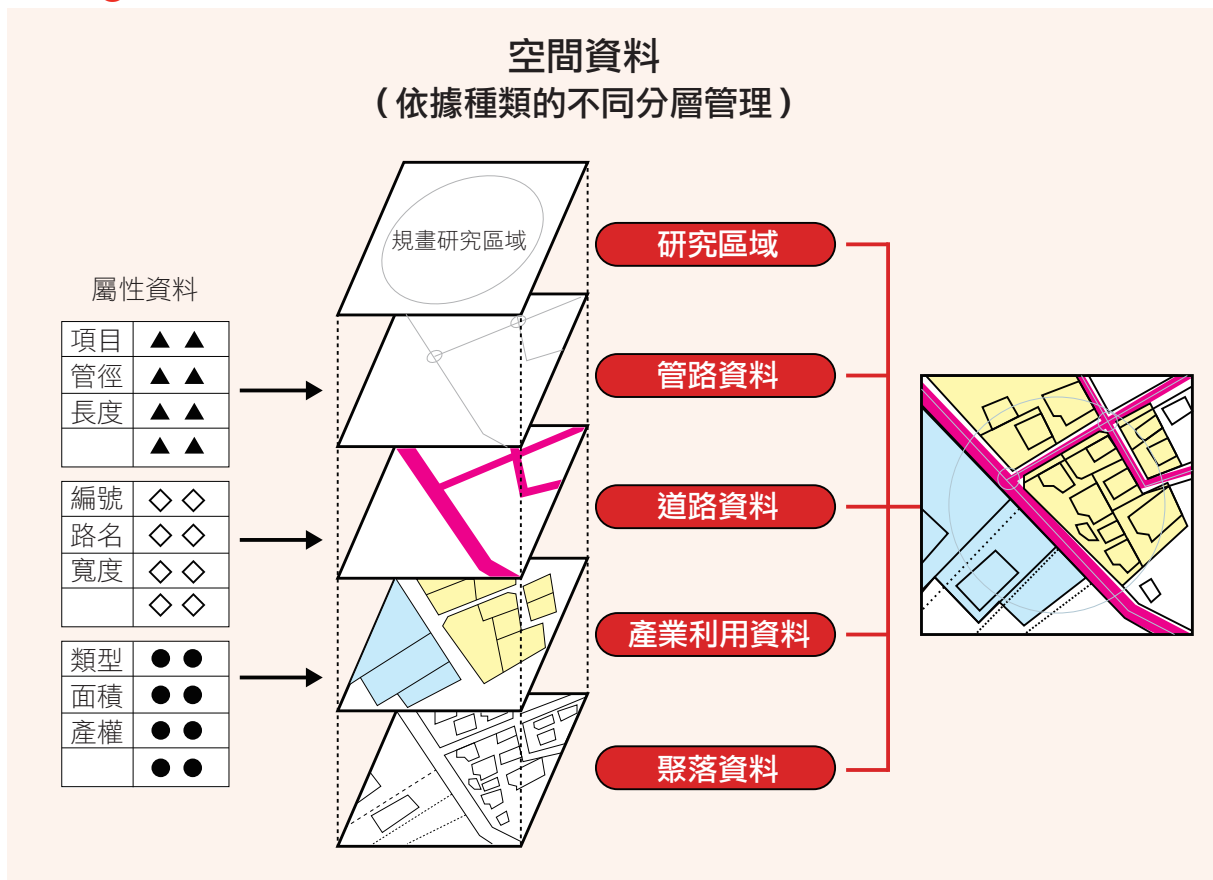 空間資料
（依據種類的不同分層管理）
規畫研究區域
研究區域
管路資料
道路資料
產業利用資料
聚落資料
屬性資料
項目 ▲ ▲
管徑 ▲ ▲
長度 ▲ ▲
▲ ▲
編號 ◇ ◇
路名 ◇ ◇
寬度 ◇ ◇
◇ ◇
類型 ● ●
面積 ● ●
產權 ● ●
● ●